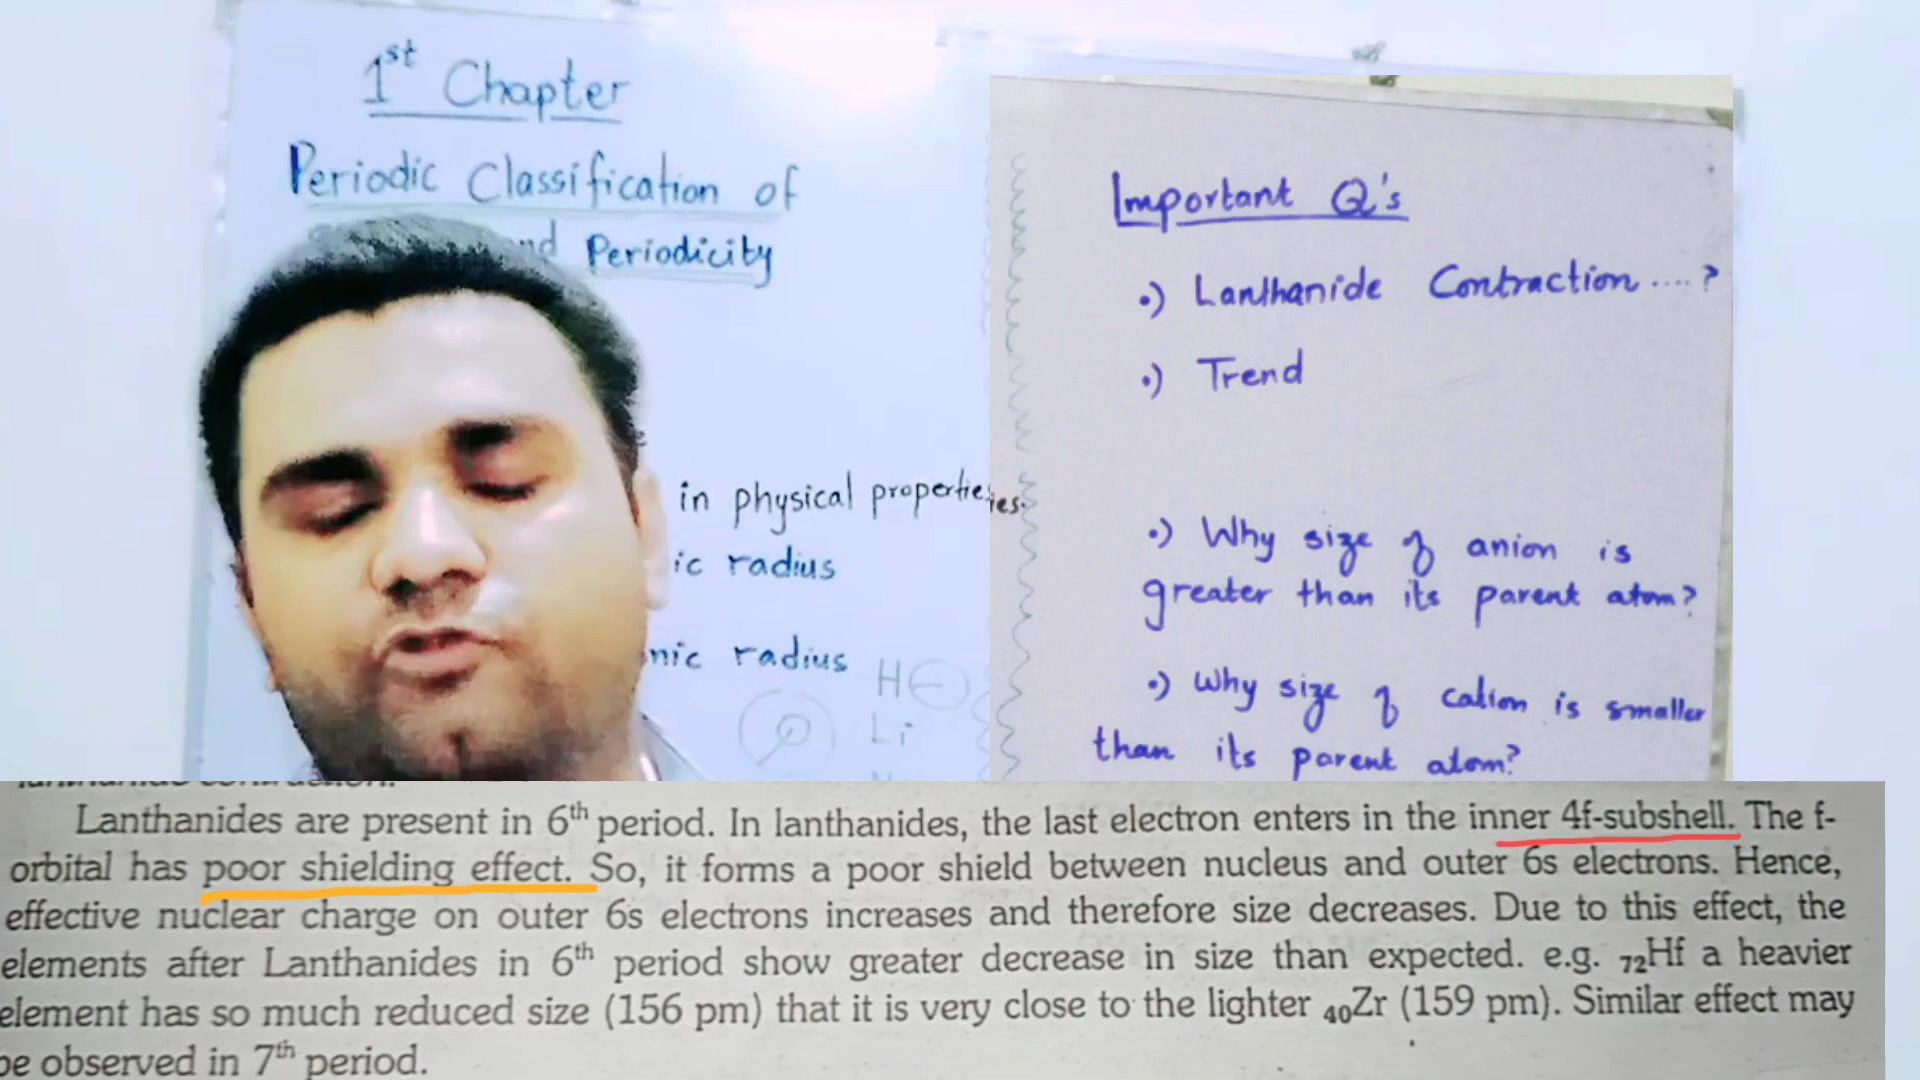 1st Chapter
Periodic Classification of
nd Periodicity
in physical properties.
ic radius
nic radius
H
Li
Important Q's
•) Lanthanide Contraction ....?
•) Trend
•) Why size of anion is
greater than its parent atom?
•) Why size of cation is smaller
than its parent atom?
Lanthanides are present in 6th period. In lanthanides, the last electron enters in the inner 4f-subshell. The f-
orbital has poor shielding effect. So, it forms a poor shield between nucleus and outer 6s electrons. Hence,
effective nuclear charge on outer 6s electrons increases and therefore size decreases. Due to this effect, the
elements after Lanthanides in 6th period show greater decrease in size than expected. e.g. 72Hf a heavier
element has so much reduced size (156 pm) that it is very close to the lighter 40Zr (159 pm). Similar effect may
be observed in 7th period.